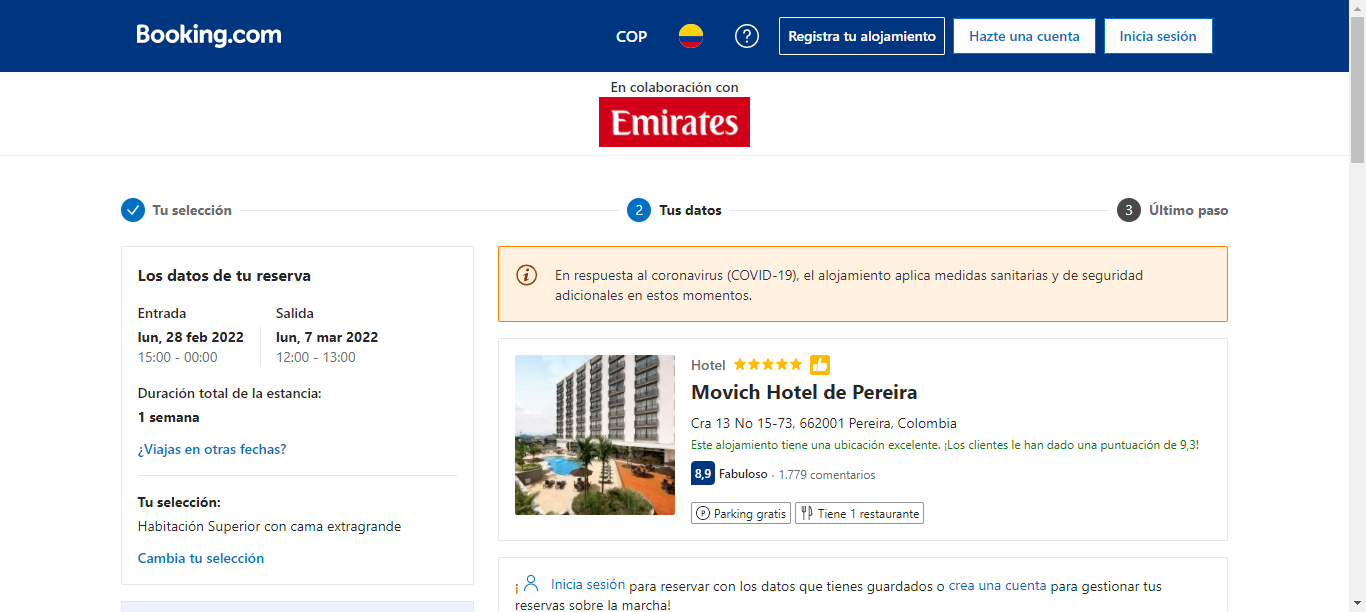 Booking.com
COP
Registra tu alojamiento
Hazte una cuenta
Inicia sesión
En colaboración con
Emirates
Tu selección
2 Tus datos
3 Último paso
Los datos de tu reserva
Entrada
lun, 28 feb 2022
15:00 - 00:00
Salida
lun, 7 mar 2022
12:00 - 13:00
Duración total de la estancia:
1 semana
¿Viajas en otras fechas?
Tu selección:
Habitación Superior con cama extragrande
Cambia tu selección
En respuesta al coronavirus (COVID-19), el alojamiento aplica medidas sanitarias y de seguridad
adicionales en estos momentos.
Hotel
Movich Hotel de Pereira
Cra 13 No 15-73, 662001 Pereira, Colombia
Este alojamiento tiene una ubicación excelente. ¡Los clientes le han dado una puntuación de 9,3!
8,9 Fabuloso · 1.779 comentarios
P Parking gratis
Tiene 1 restaurante
¡ Inicia sesión para reservar con los datos que tienes guardados o crea una cuenta para gestionar tus
reservas sobre la marcha!